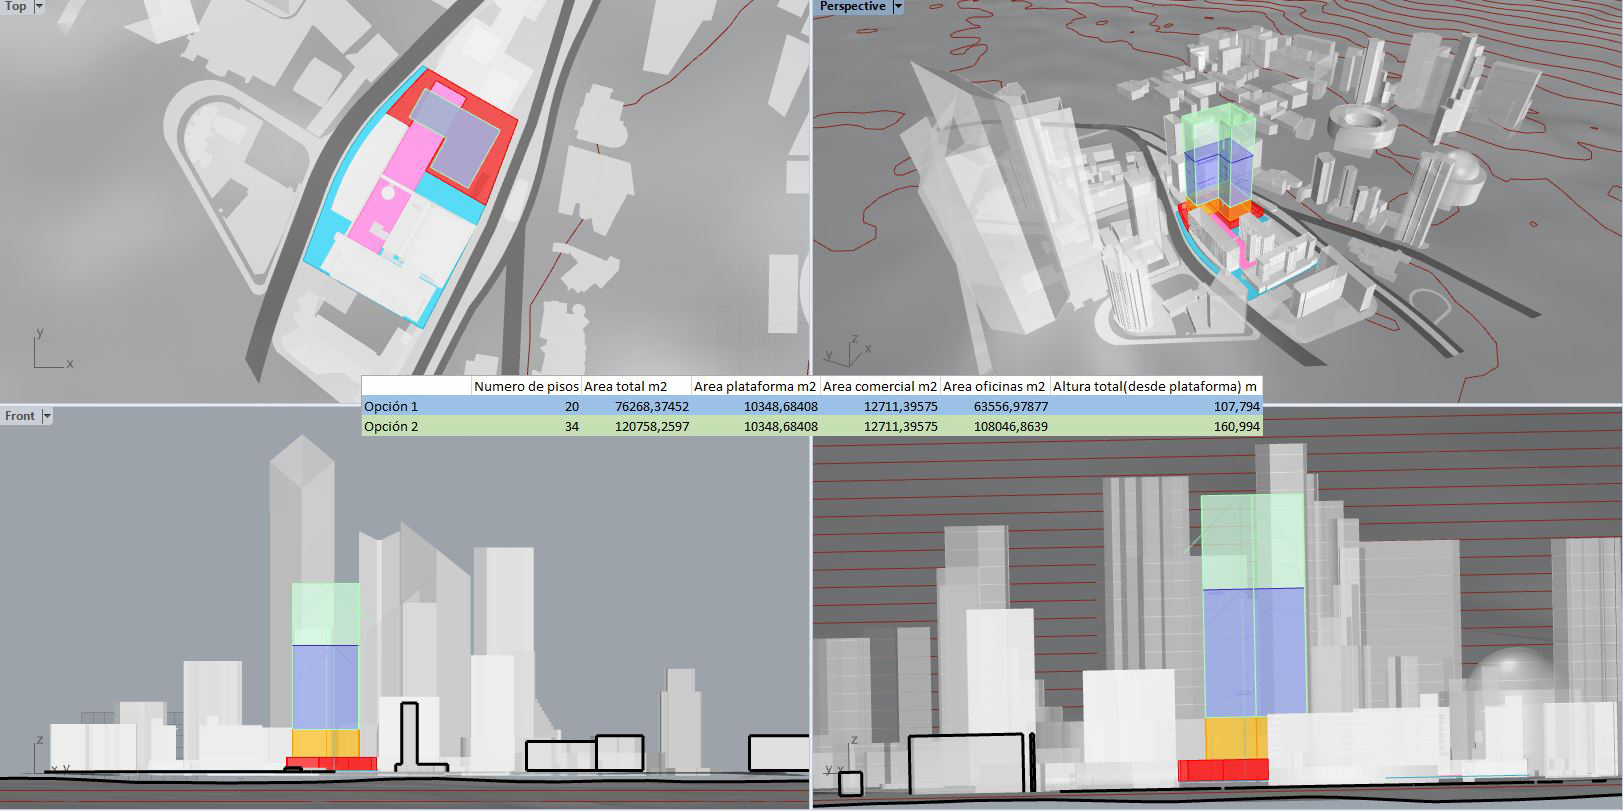 Top
Perspective
y
x
z
y
x
Numero de pisos Area total m2 Area plataforma m2 Area comercial m2 Area oficinas m2 Altura total(desde plataforma) m
Opción 1 20 76268,37452 10348,68408 12711,39575 63556,97877 107,794
Opción 2 34 120758,2597 10348,68408 12711,39575 108046,8639 160,994
Front
z
x y
z
y x